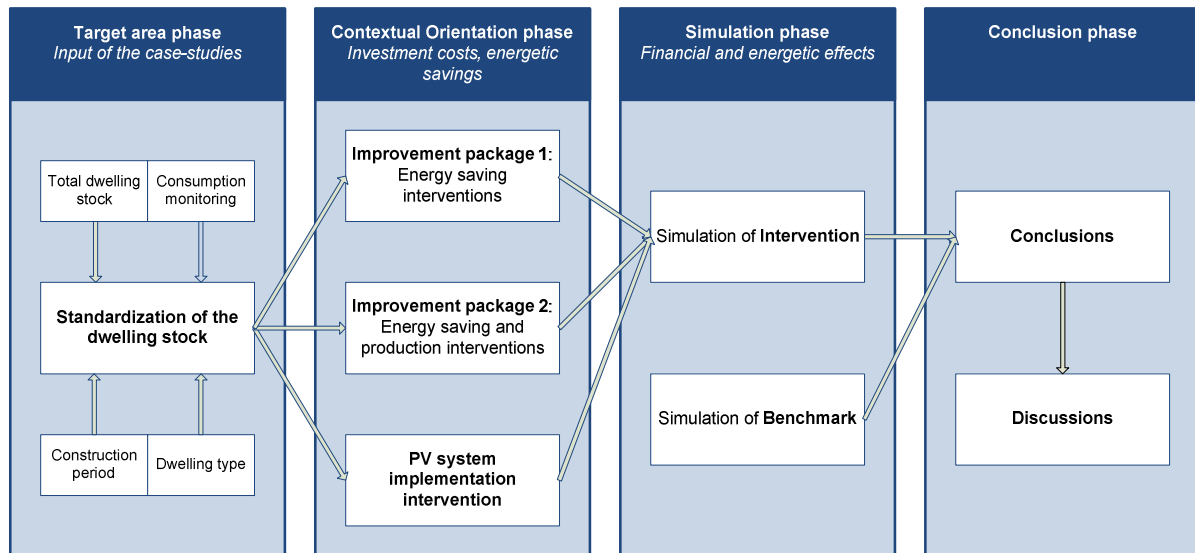 Target area phase
Input of the case-studies
Total dwelling
stock
Consumption
monitoring
Standardization of the
dwelling stock
Construction
period
Dwelling type
Contextual Orientation phase
Investment costs, energetic
savings
Improvement package 1:
Energy saving
interventions
Improvement package 2:
Energy saving and
production interventions
PV system
implementation
intervention
Simulation phase
Financial and energetic effects
Simulation of Intervention
Simulation of Benchmark
Conclusion phase
Conclusions
Discussions